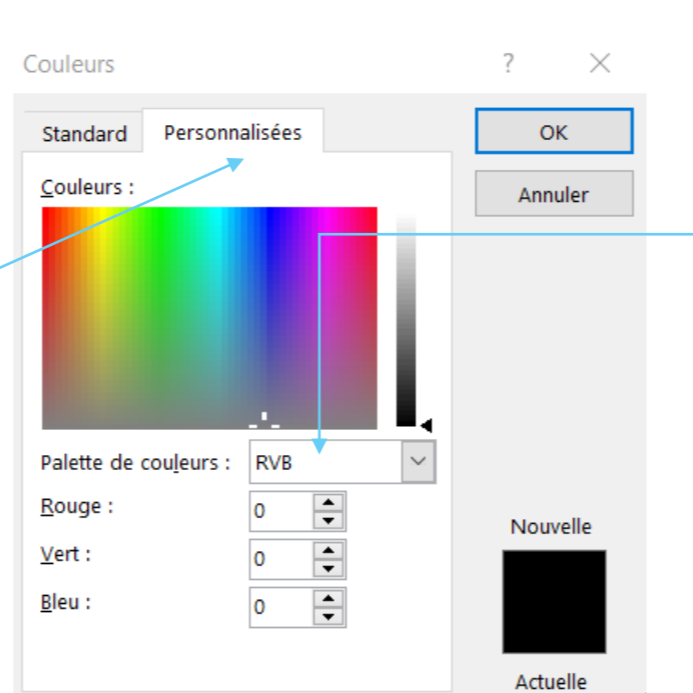 Couleurs
Standard Personnalisées
OK
Annuler
Couleurs :
Palette de couleurs : RVB
Rouge : 0
Vert : 0
Bleu : 0
Nouvelle
Actuelle